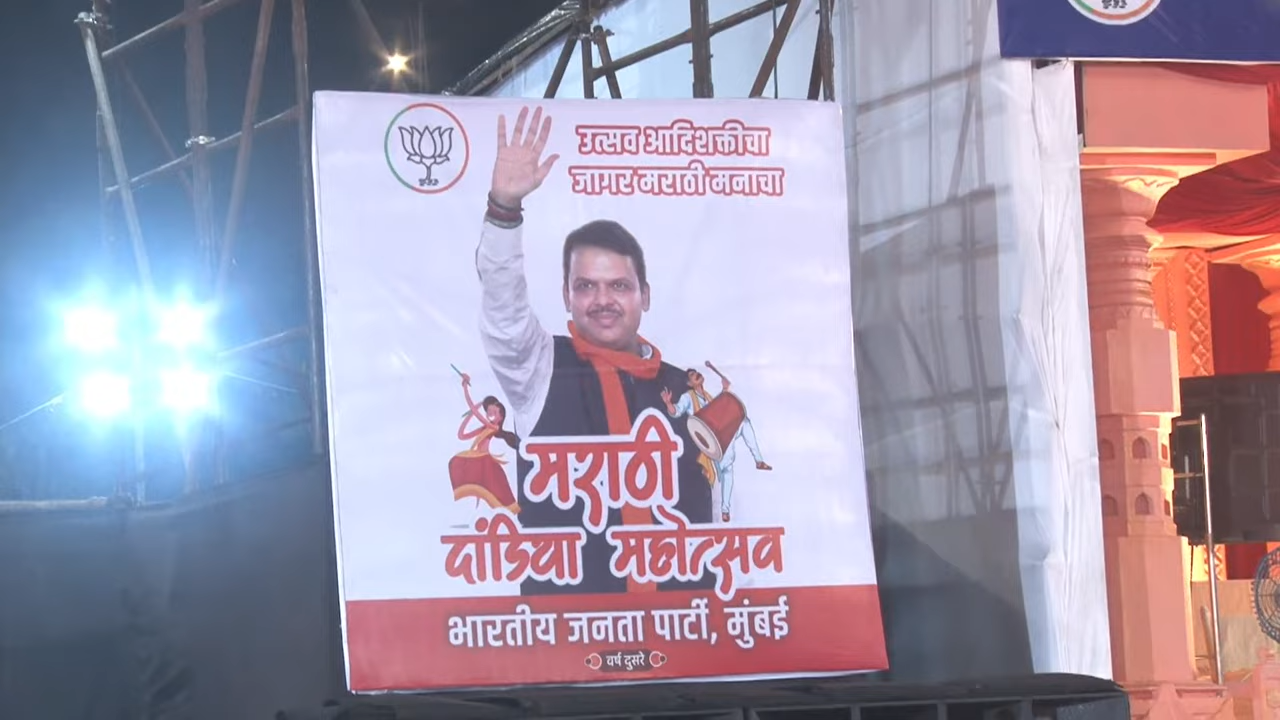 उत्सव आदिशक्तीचा
जागर मराठी मनाचा
मराठी
दांडिया महोत्सव
भारतीय जनता पार्टी, मुंबई
वर्ष दुसरे